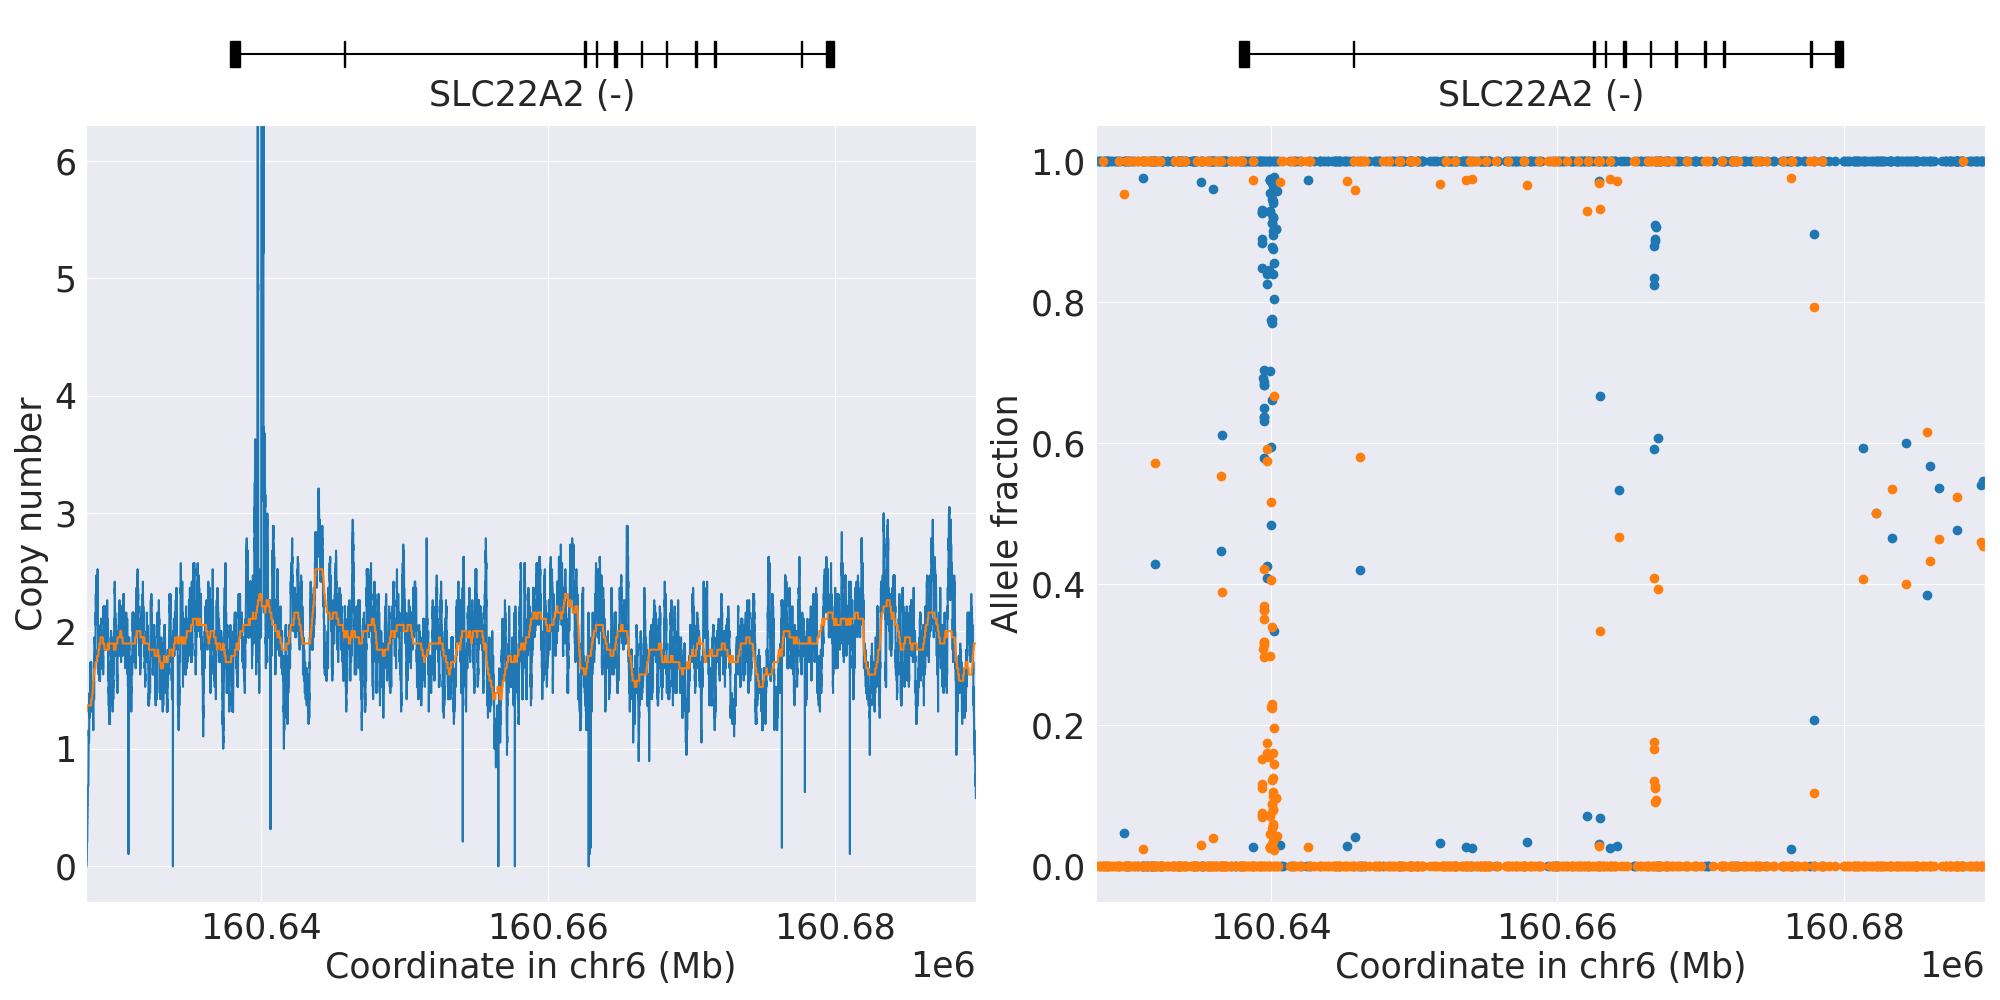 SLC22A2 (-)
6
5
4
3
2
1
0
Copy number
160.64 160.66 160.68
Coordinate in chr6 (Mb) 1e6
SLC22A2 (-)
1.0
0.8
0.6
0.4
0.2
0.0
Allele fraction
160.64 160.66 160.68
Coordinate in chr6 (Mb) 1e6